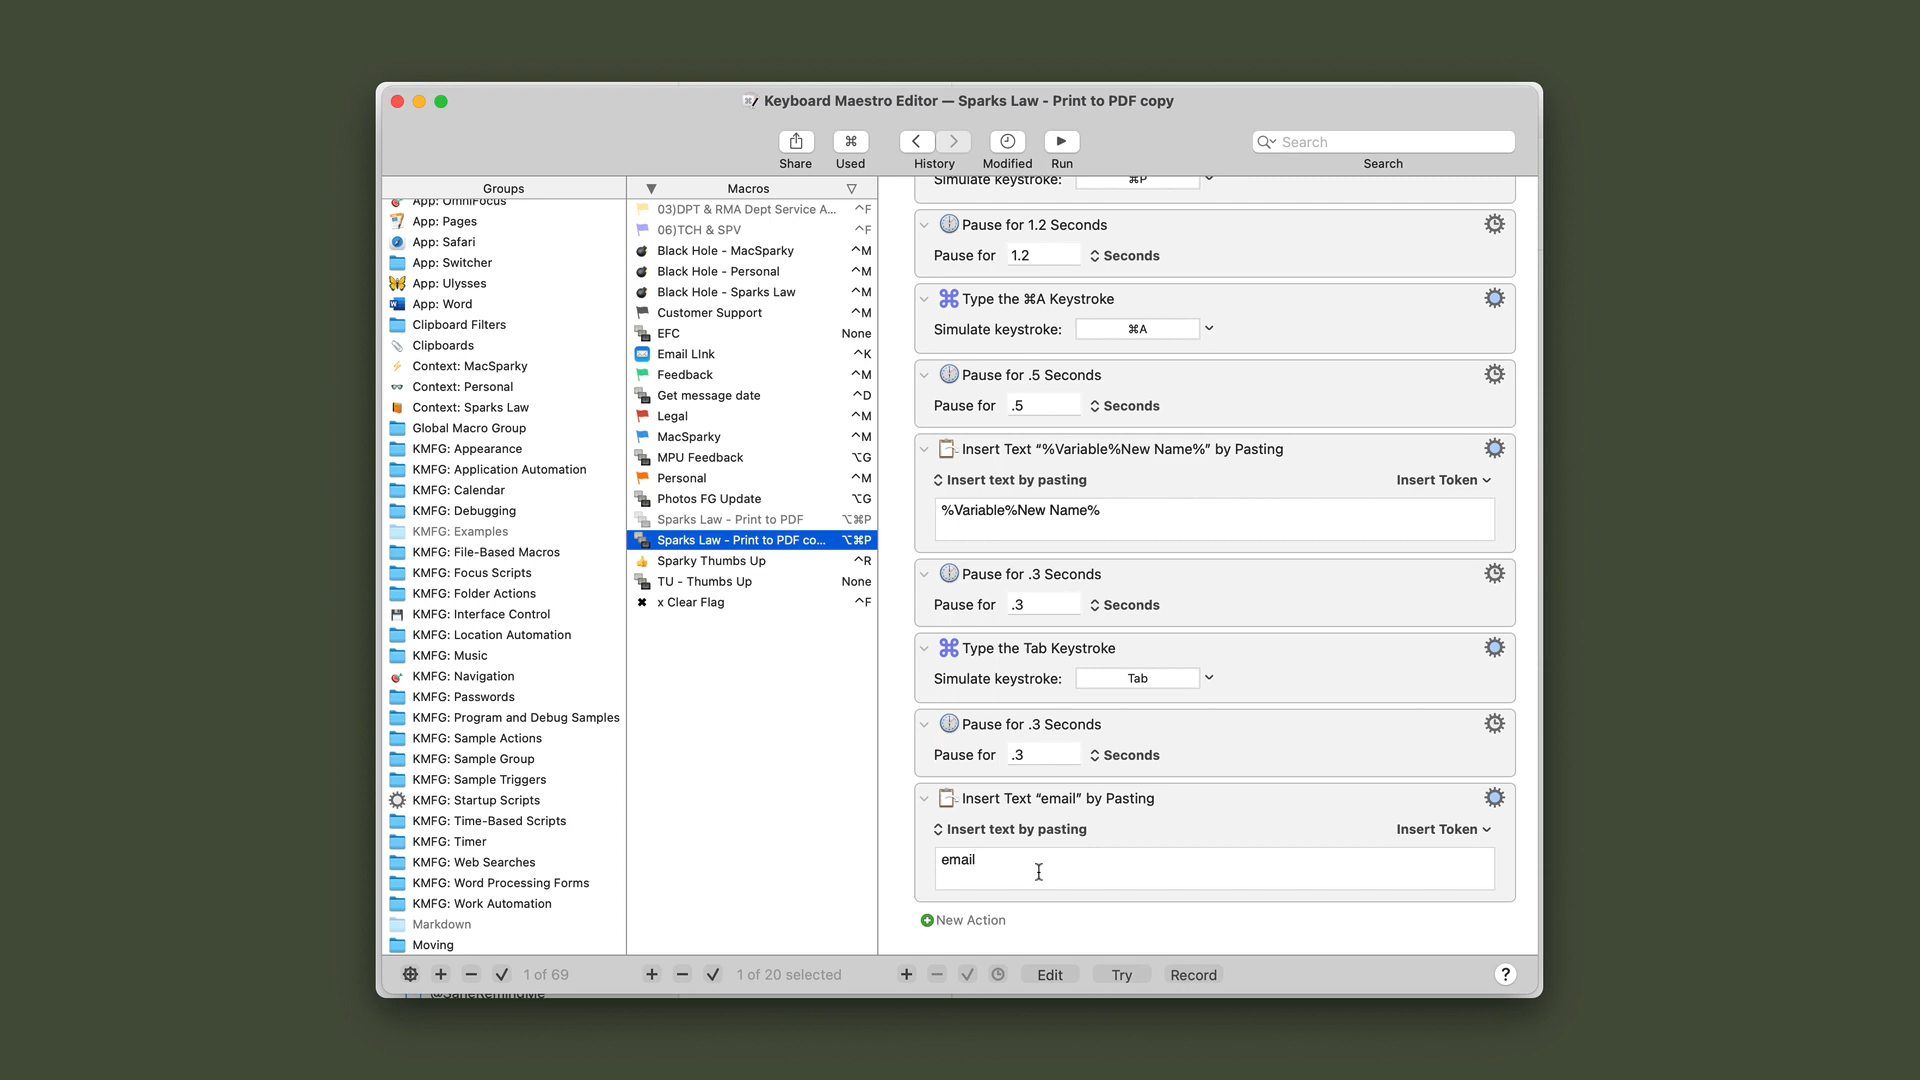 Keyboard Maestro Editor — Sparks Law - Print to PDF copy
Share
Used
History
Modified
Run
Search
Search
Groups
App: OmniFocus
App: Pages
App: Safari
App: Switcher
App: Ulysses
App: Word
Clipboard Filters
Clipboards
Context: MacSparky
Context: Personal
Context: Sparks Law
Global Macro Group
KMFG: Appearance
KMFG: Application Automation
KMFG: Calendar
KMFG: Debugging
KMFG: Examples
KMFG: File-Based Macros
KMFG: Focus Scripts
KMFG: Folder Actions
KMFG: Interface Control
KMFG: Location Automation
KMFG: Music
KMFG: Navigation
KMFG: Passwords
KMFG: Program and Debug Samples
KMFG: Sample Actions
KMFG: Sample Group
KMFG: Sample Triggers
KMFG: Startup Scripts
KMFG: Time-Based Scripts
KMFG: Timer
KMFG: Web Searches
KMFG: Word Processing Forms
KMFG: Work Automation
Markdown
Moving
1 of 69
Macros
03)DPT & RMA Dept Service A... ^F
06)TCH & SPV ^F
Black Hole - MacSparky ^M
Black Hole - Personal ^M
Black Hole - Sparks Law ^M
Customer Support ^M
EFC None
Email LInk ^K
Feedback ^M
Get message date ^D
Legal ^M
MacSparky ^M
MPU Feedback ⌥G
Personal ^M
Photos FG Update ⌥G
Sparks Law - Print to PDF ⌥⌘P
Sparks Law - Print to PDF co... ⌥⌘P
Sparky Thumbs Up ^R
TU - Thumbs Up None
x Clear Flag ^F
1 of 20 selected
Simulate keystroke: ⌘P
Pause for 1.2 Seconds
Pause for 1.2 Seconds
Type the ⌘A Keystroke
Simulate keystroke: ⌘A
Pause for .5 Seconds
Pause for .5 Seconds
Insert Text “%Variable%New Name%” by Pasting
Insert text by pasting Insert Token
%Variable%New Name%
Pause for .3 Seconds
Pause for .3 Seconds
Type the Tab Keystroke
Simulate keystroke: Tab
Pause for .3 Seconds
Pause for .3 Seconds
Insert Text “email” by Pasting
Insert text by pasting Insert Token
email
New Action
Edit Try Record ?